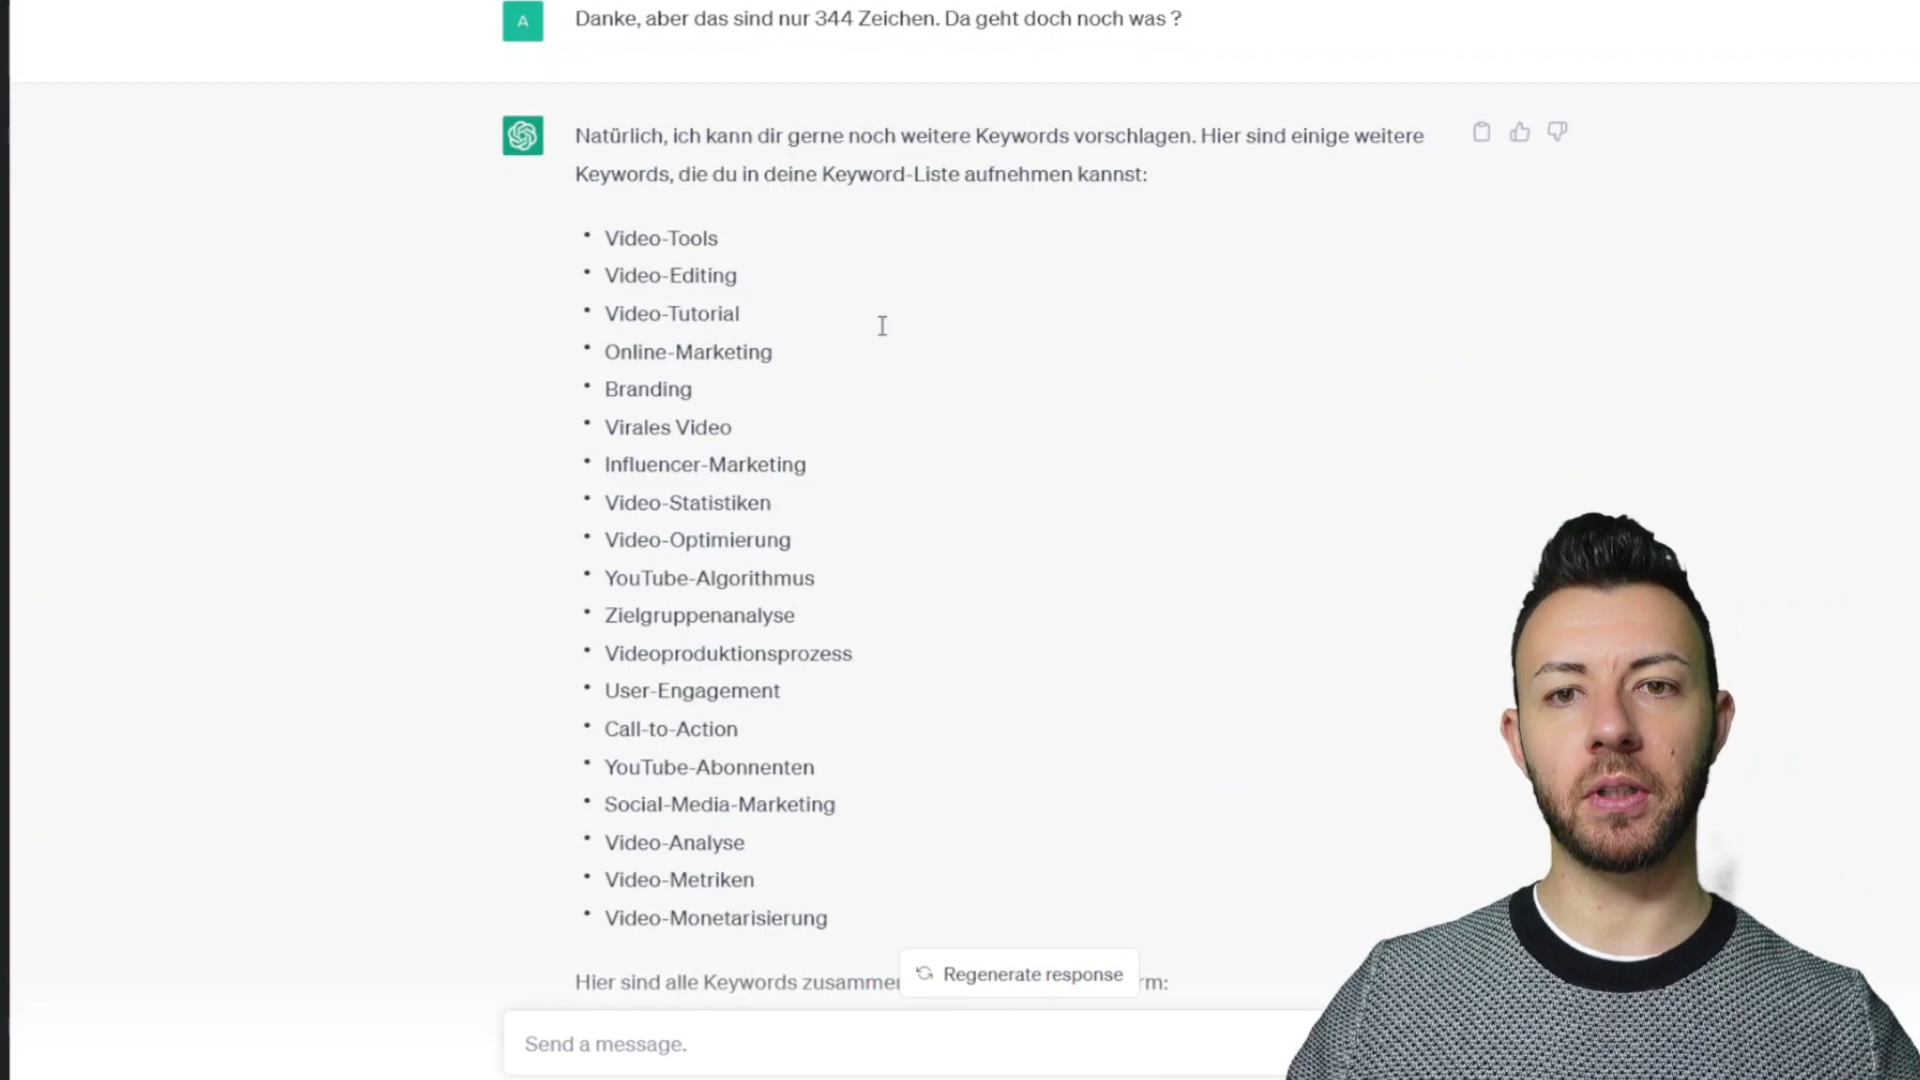 A
Danke, aber das sind nur 344 Zeichen. Da geht doch noch was ?
Natürlich, ich kann dir gerne noch weitere Keywords vorschlagen. Hier sind einige weitere
Keywords, die du in deine Keyword-Liste aufnehmen kannst:
• Video-Tools
• Video-Editing
• Video-Tutorial
• Online-Marketing
• Branding
• Virales Video
• Influencer-Marketing
• Video-Statistiken
• Video-Optimierung
• YouTube-Algorithmus
• Zielgruppenanalyse
• Videoproduktionsprozess
• User-Engagement
• Call-to-Action
• YouTube-Abonnenten
• Social-Media-Marketing
• Video-Analyse
• Video-Metriken
• Video-Monetarisierung
Hier sind alle Keywords
Regenerate response
Send a message.